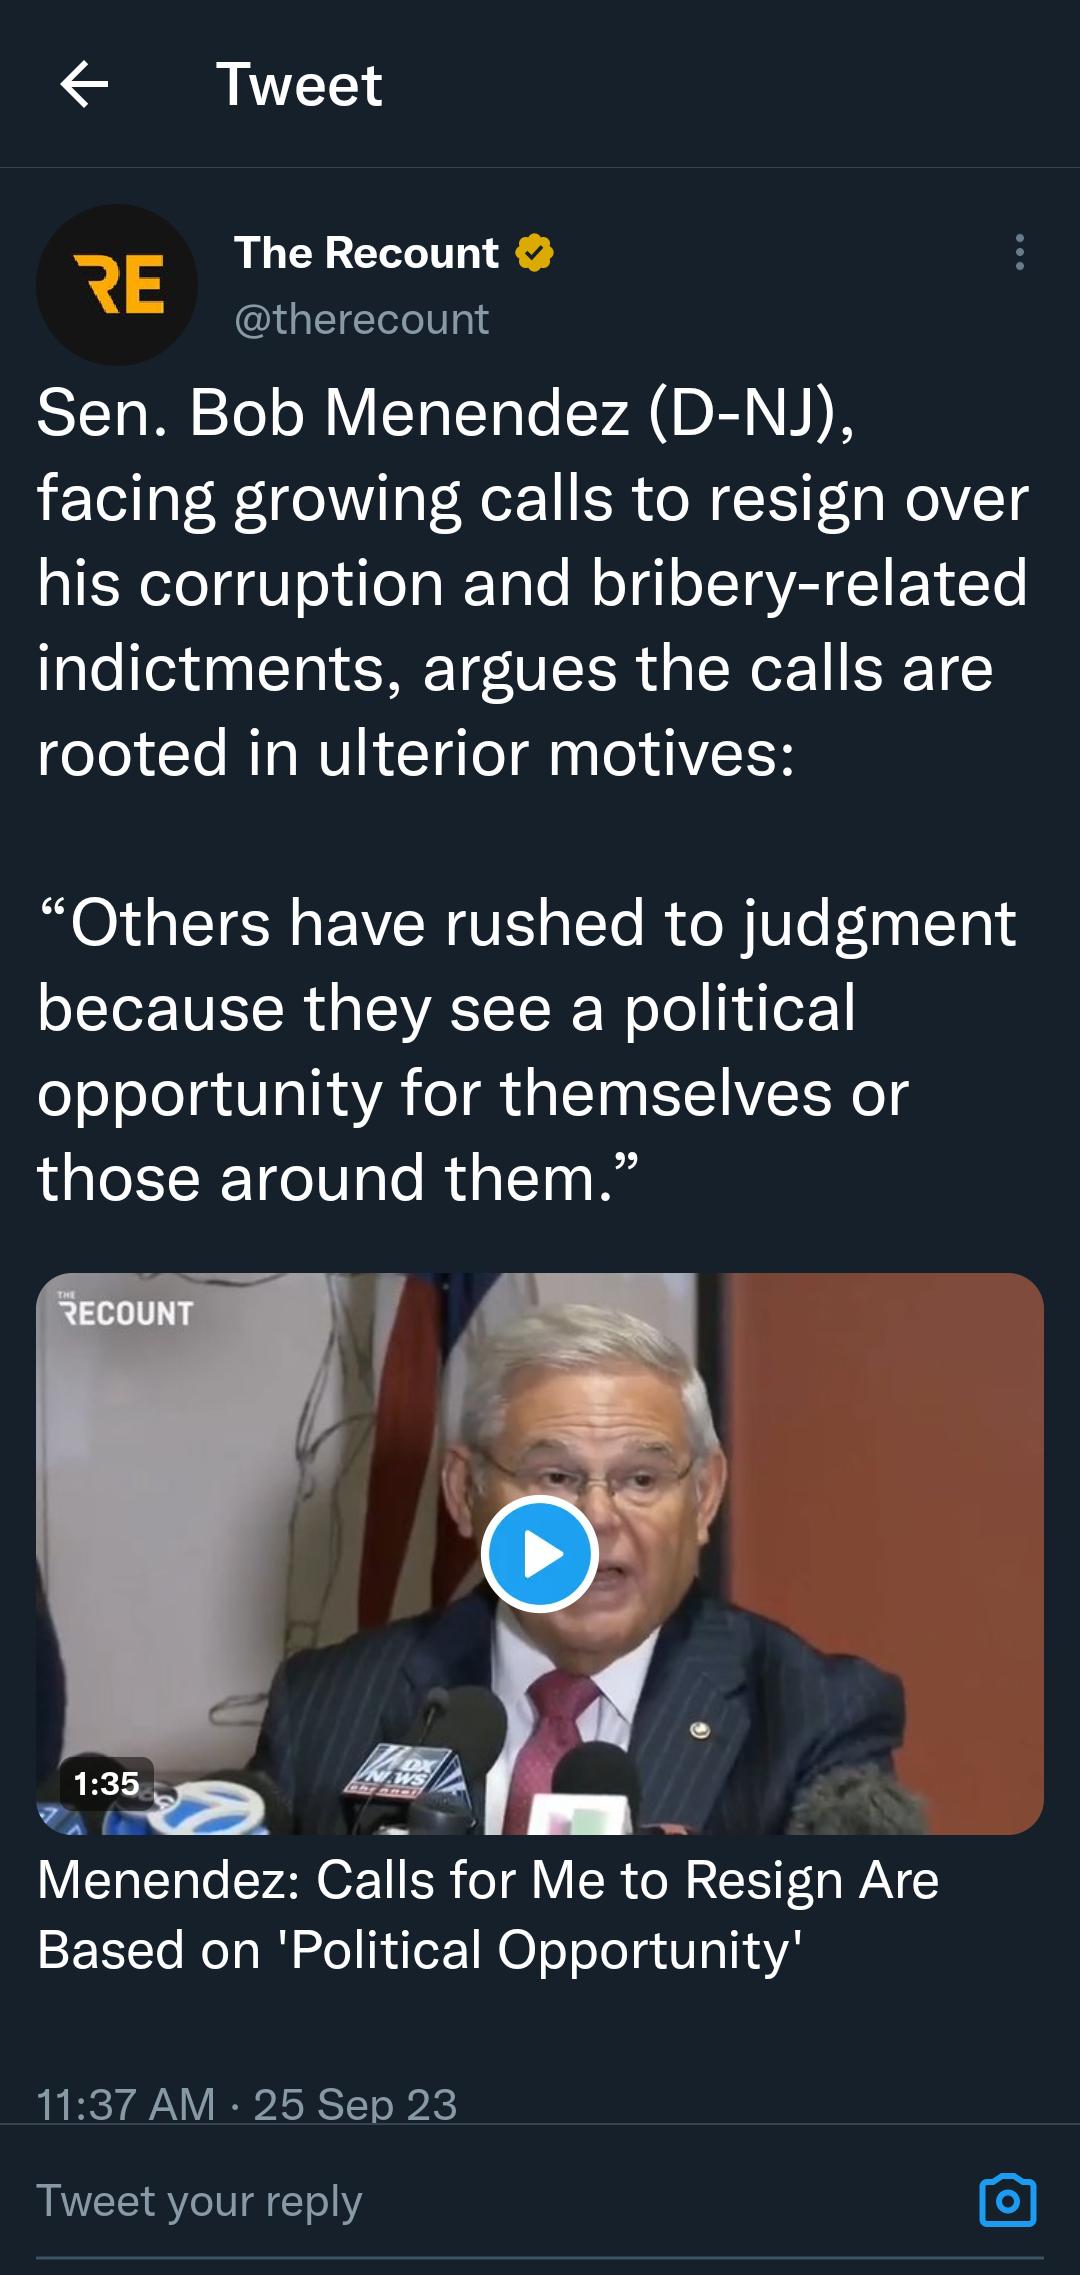 Tweet
RE
The Recount
@therecount
Sen. Bob Menendez (D-NJ),
facing growing calls to resign over
his corruption and bribery-related
indictments, argues the calls are
rooted in ulterior motives:
“Others have rushed to judgment
because they see a political
opportunity for themselves or
those around them.”
THE
RECOUNT
FOX
NEWS
channel
7
1:35
Menendez: Calls for Me to Resign Are
Based on 'Political Opportunity'
11:37 AM · 25 Sep 23
Tweet your reply